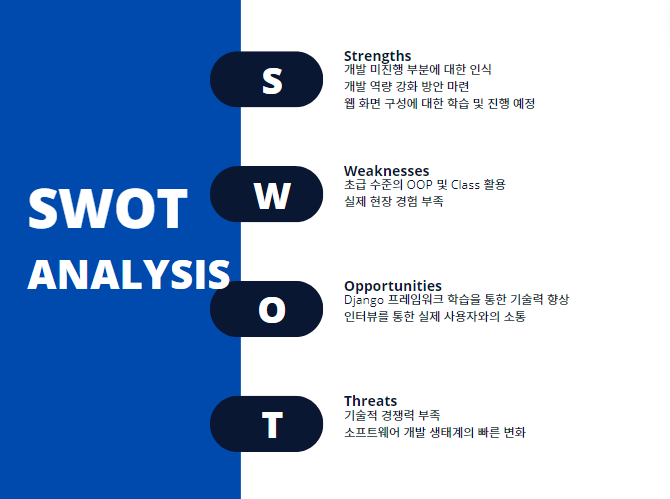 SWOT
ANALYSIS
S
Strengths
개발 미진행 부분에 대한 인식
개발 역량 강화 방안 마련
웹 화면 구성에 대한 학습 및 진행 예정
W
Weaknesses
초급 수준의 OOP 및 Class 활용
실제 현장 경험 부족
O
Opportunities
Django 프레임워크 학습을 통한 기술력 향상
인터뷰를 통한 실제 사용자와의 소통
T
Threats
기술적 경쟁력 부족
소프트웨어 개발 생태계의 빠른 변화